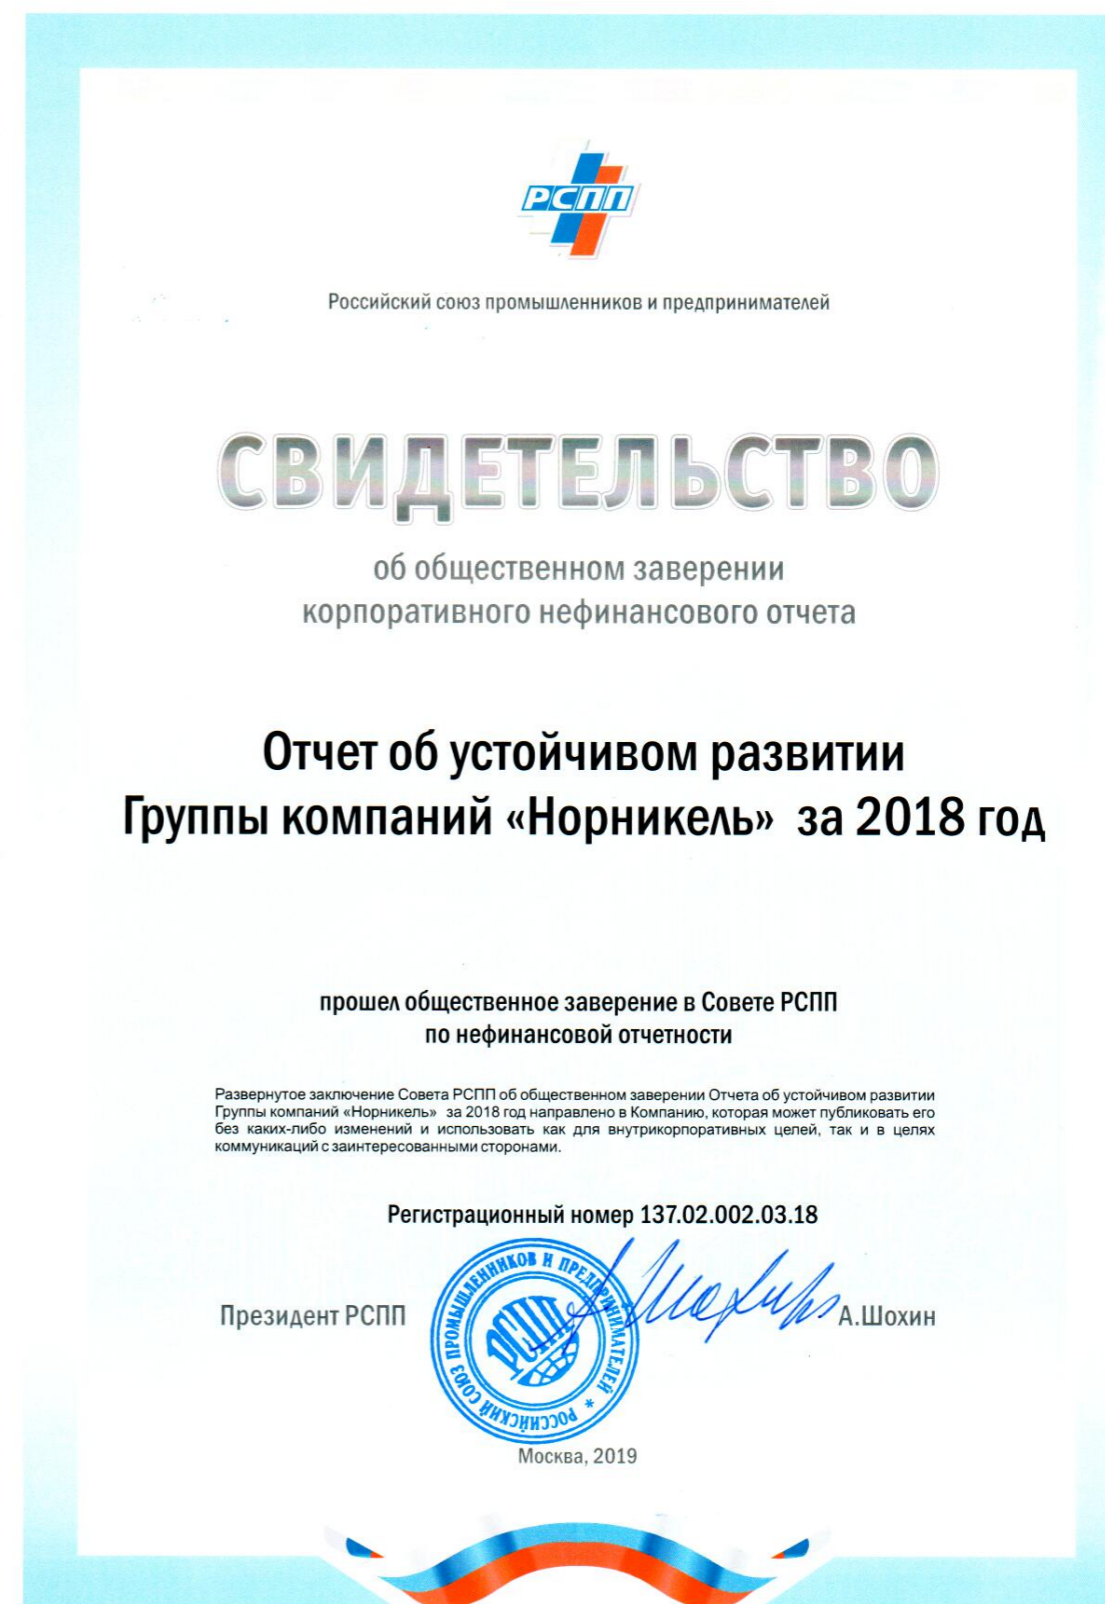 РСПП
Российский союз промышленников и предпринимателей
СВИДЕТЕЛЬСТВО
об общественном заверении
корпоративного нефинансового отчета
Отчет об устойчивом развитии
Группы компаний «Норникель» за 2018 год
прошел общественное заверение в Совете РСПП
по нефинансовой отчетности
Развернутое заключение Совета РСПП об общественном заверении Отчета об устойчивом развитии
Группы компаний «Норникель» за 2018 год направлено в Компанию, которая может публиковать его
без каких-либо изменений и использовать как для внутрикорпоративных целей, так и в целях
коммуникаций с заинтересованными сторонами.
Регистрационный номер 137.02.002.03.18
Президент РСПП
РОССИЙСКИЙ СОЮЗ ПРОМЫШЛЕННИКОВ И ПРЕДПРИНИМАТЕЛЕЙ *
РСПП
А.Шохин
Москва, 2019